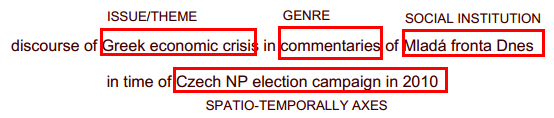 ISSUE/THEME GENRE SOCIAL INSTITUTION
discourse of Greek economic crisis in commentaries of Mladá fronta Dnes
in time of Czech NP election campaign in 2010
SPATIO-TEMPORALLY AXES